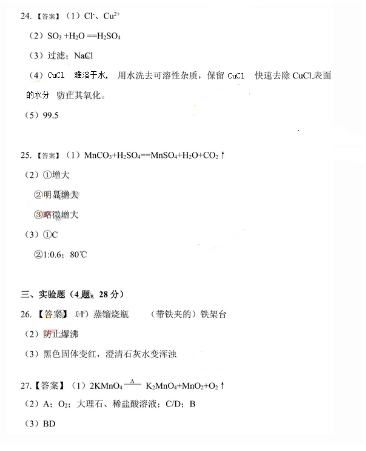 24.【答案】（1）Cl⁻、Cu²⁺
（2）SO₃ +H₂O ══H₂SO₄
（3）过滤；NaCl
（4）CuCl 难溶于水，用水洗去可溶性杂质，保留 CuCl 快速去除 CuCl 表面
的水分 防止其氧化。
（5）99.5
25.【答案】（1）MnCO₃+H₂SO₄══MnSO₄+H₂O+CO₂↑
（2）①增大
②明显增大
③略微增大
（3）①C
②1:0.6；80℃
三、实验题（4 题，28 分）
26.【答案】（1）蒸馏烧瓶 （带铁夹的）铁架台
（2）防止爆沸
（3）黑色固体变红，澄清石灰水变浑浊
27.【答案】（1）2KMnO₄ ≜ K₂MnO₄+MnO₂+O₂↑
（2）A；O₂；大理石、稀盐酸溶液；C/D；B
（3）BD